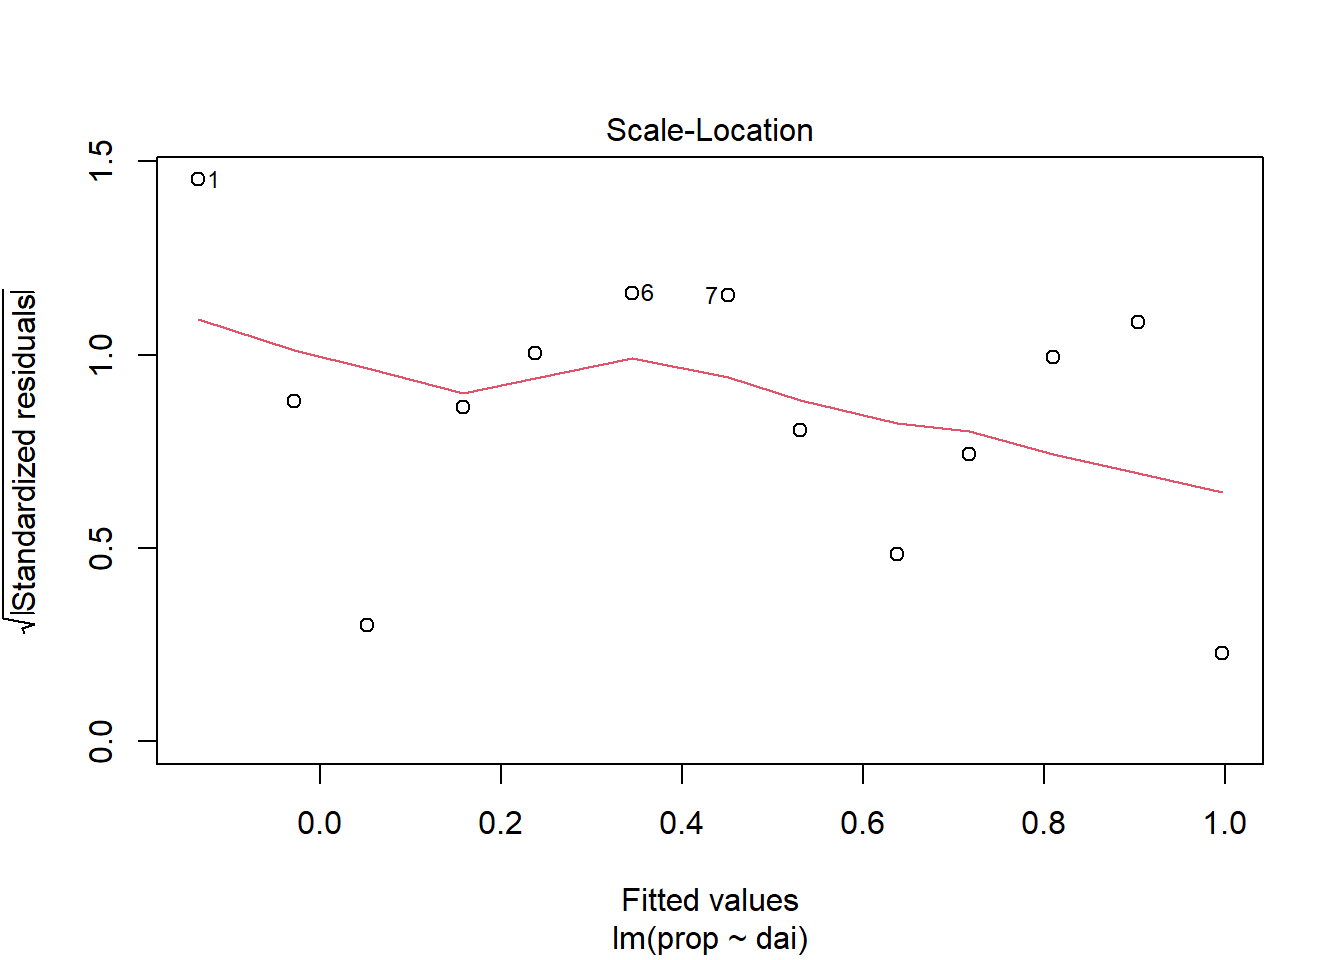 Scale-Location
√|Standardized residuals|
1.5
1.0
0.5
0.0
1
6
7
0.0 0.2 0.4 0.6 0.8 1.0
Fitted values
lm(prop ~ dai)